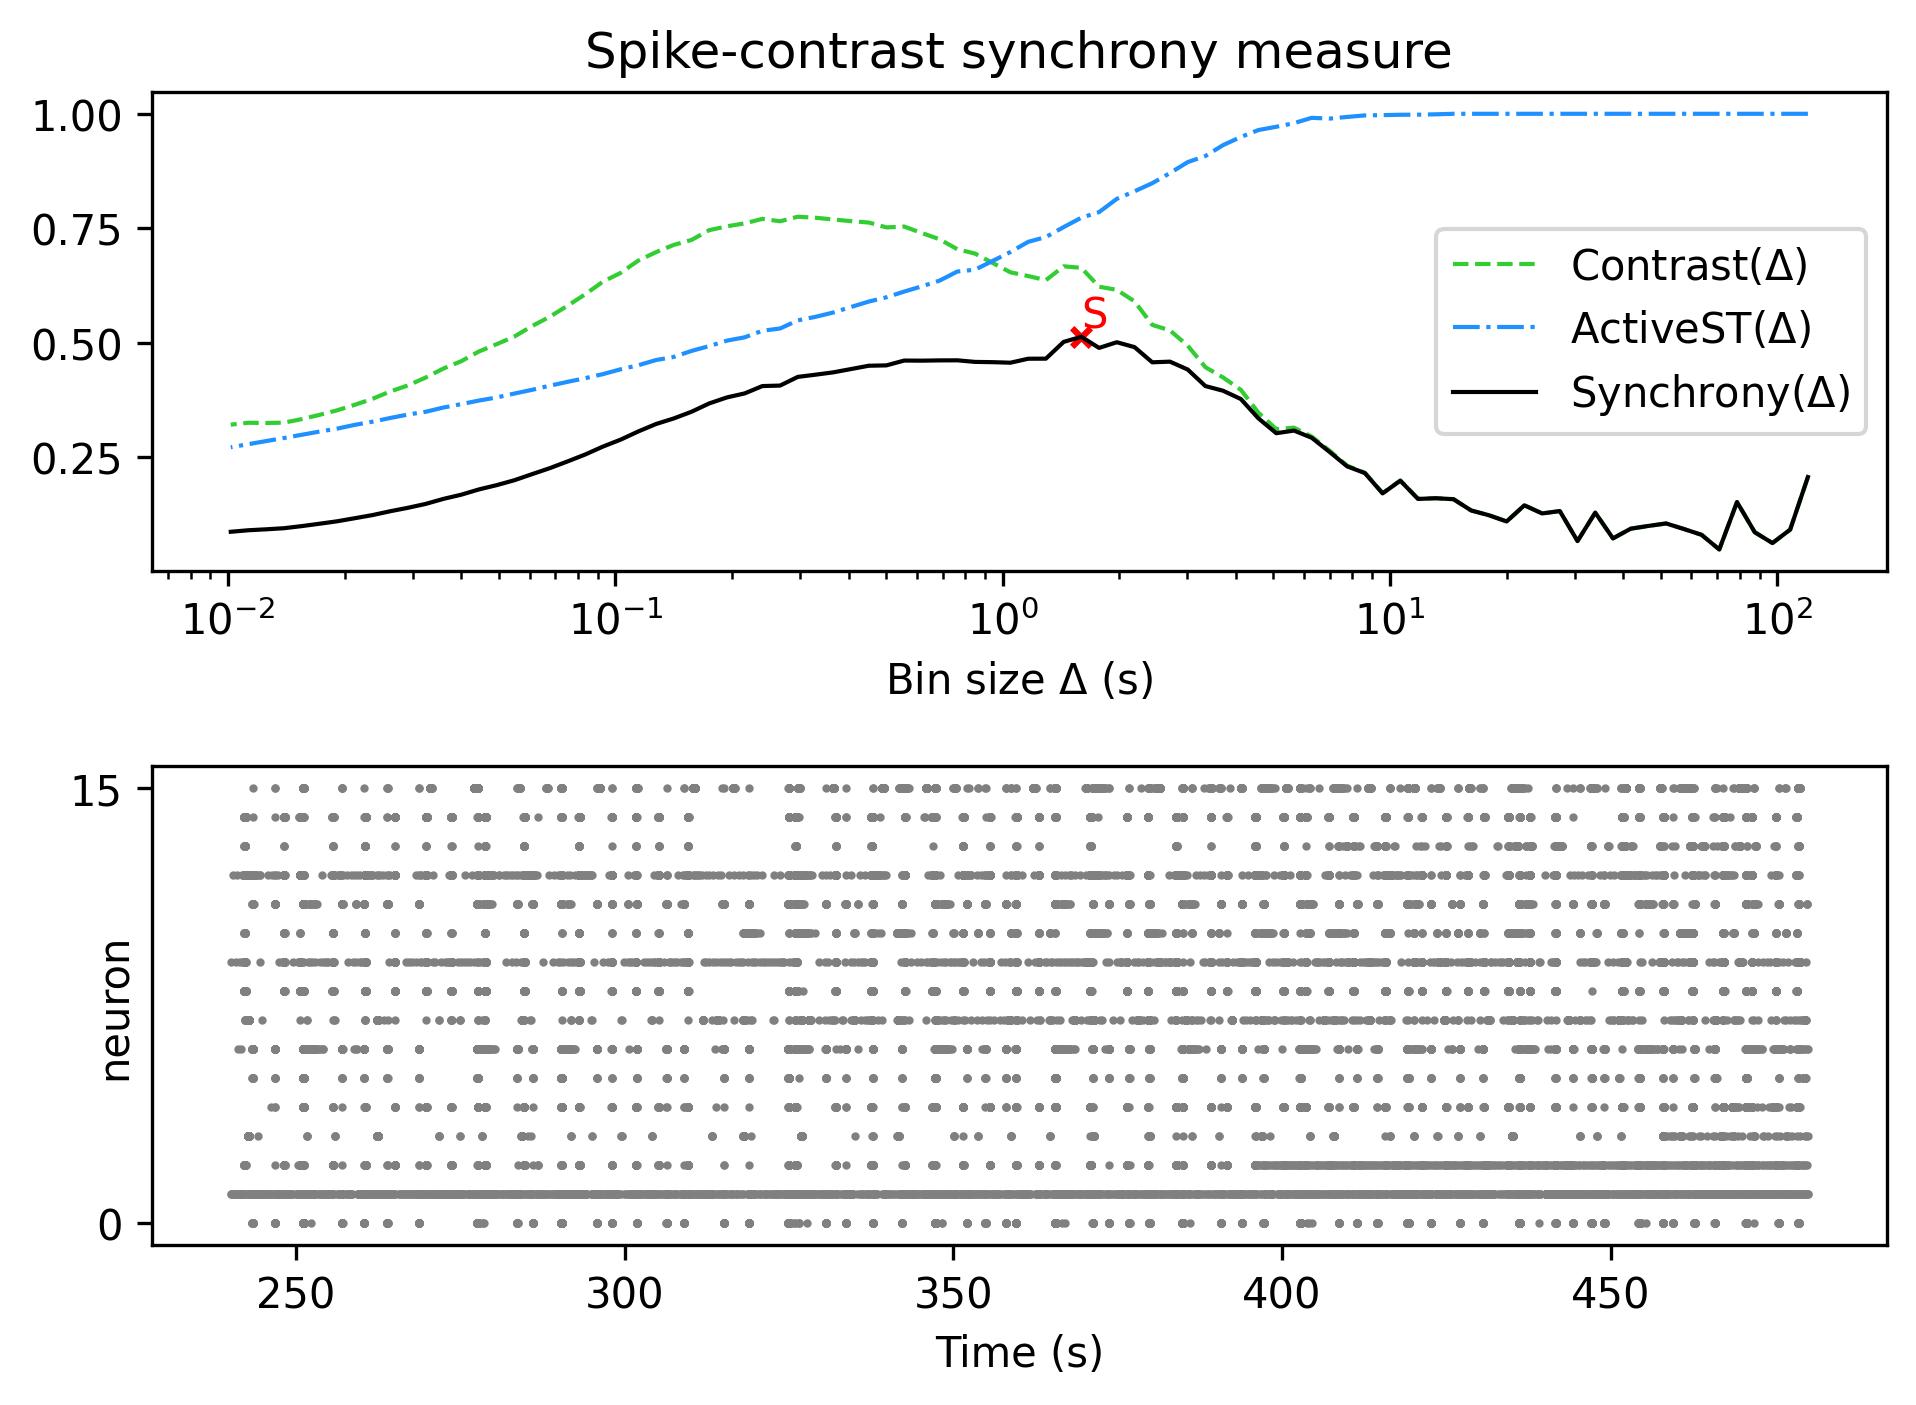 Spike-contrast synchrony measure
1.00
0.75
0.50
0.25
S
Contrast(Δ)
ActiveST(Δ)
Synchrony(Δ)
10⁻² 10⁻¹ 10⁰ 10¹ 10²
Bin size Δ (s)
15
neuron
0
250 300 350 400 450
Time (s)